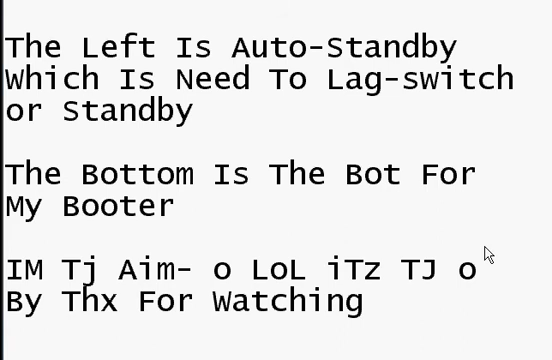 The Left Is Auto-Standby
Which Is Need To Lag-switch
or Standby
The Bottom Is The Bot For
My Booter
IM Tj Aim- o LoL iTz TJ o
By Thx For Watching